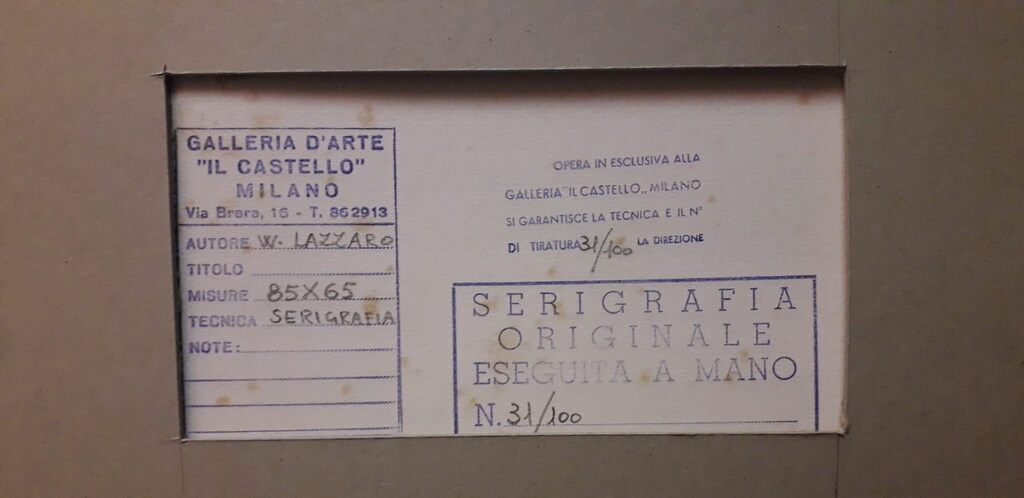 GALLERIA D'ARTE
"IL CASTELLO"
MILANO
Via Brera, 16 - T. 862913
AUTORE W. LAZZARO
TITOLO
MISURE 85X65
TECNICA SERIGRAFIA
NOTE:
OPERA IN ESCLUSIVA ALLA
GALLERIA "IL CASTELLO,, MILANO
SI GARANTISCE LA TECNICA E IL N°
DI TIRATURA 31/100 LA DIREZIONE
SERIGRAFIA
ORIGINALE
ESEGUITA A MANO
N. 31/100